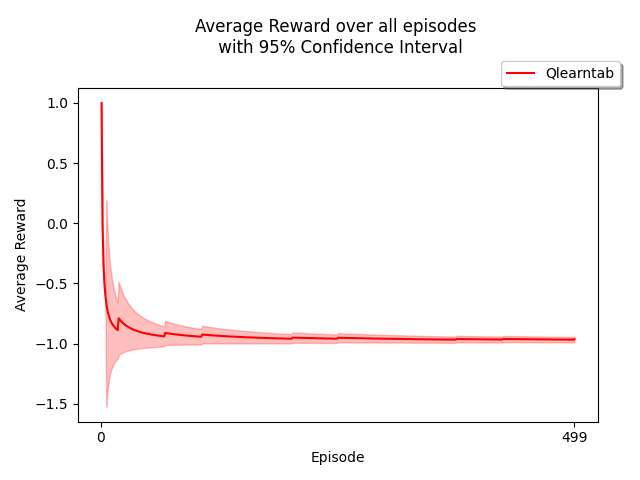 Average Reward over all episodes
with 95% Confidence Interval
Qlearntab
1.0
0.5
0.0
−0.5
−1.0
−1.5
Average Reward
0
499
Episode